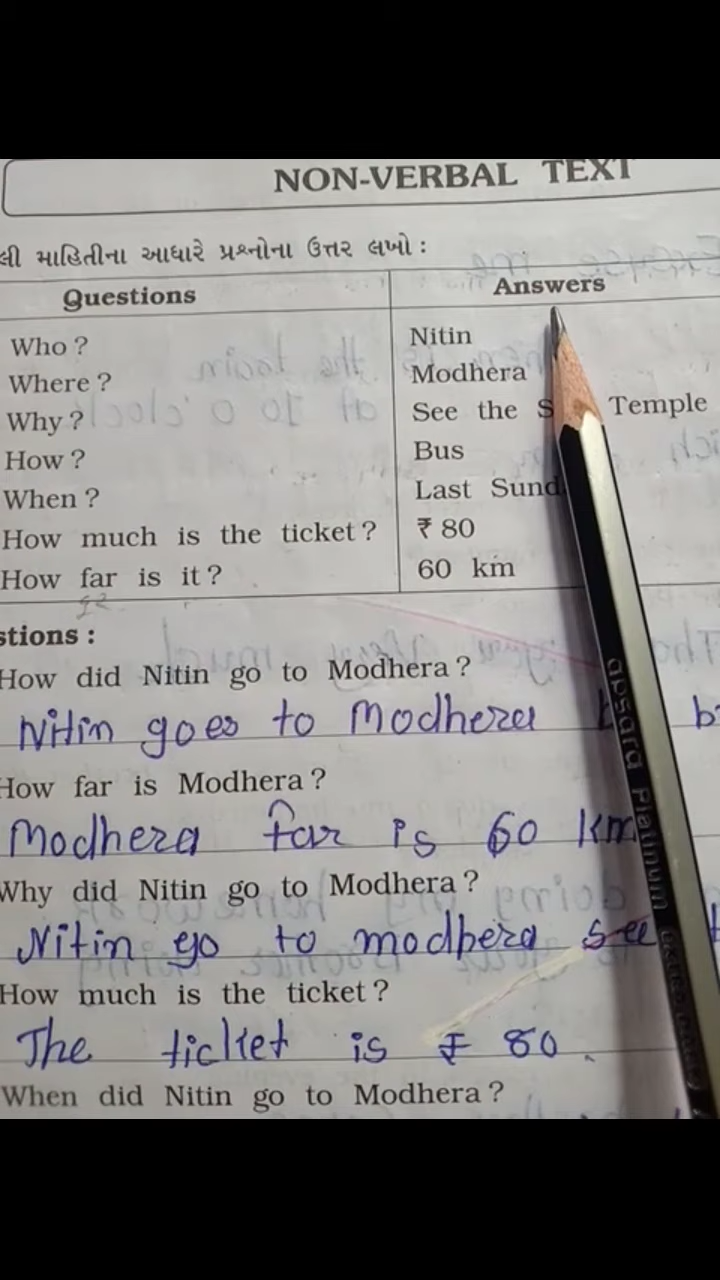 NON-VERBAL TEXT
લી માહિતીના આધારે પ્રશ્નોના ઉત્તર લખો :
Questions Answers
Who ? Nitin
Where ? Modhera
Why ? See the Temple
How ? Bus
When ? Last
How much is the ticket ? ₹ 80
How far is it ? 60 km
stions :
How did Nitin go to Modhera ?
Nitin goes to Modhera
How far is Modhera ?
Modhera far is 60 km
Why did Nitin go to Modhera ?
Nitin go to modhera see
How much is the ticket ?
The ticket is ₹ 80 .
When did Nitin go to Modhera ?
apsara Platinum